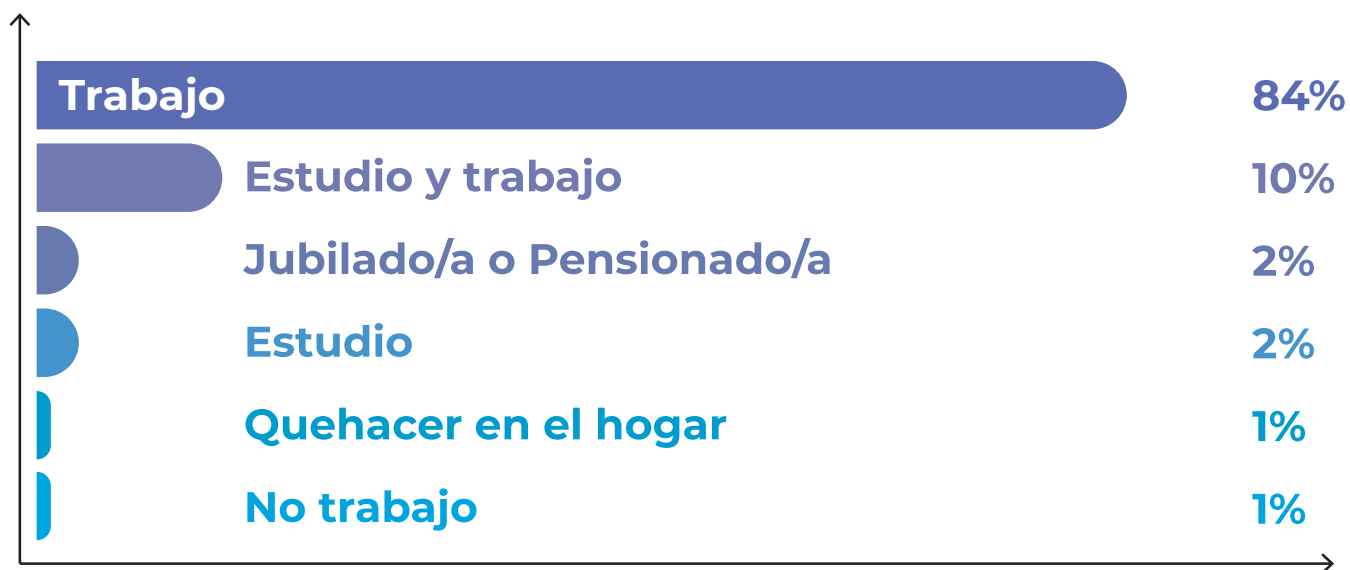 Trabajo 84%
Estudio y trabajo 10%
Jubilado/a o Pensionado/a 2%
Estudio 2%
Quehacer en el hogar 1%
No trabajo 1%